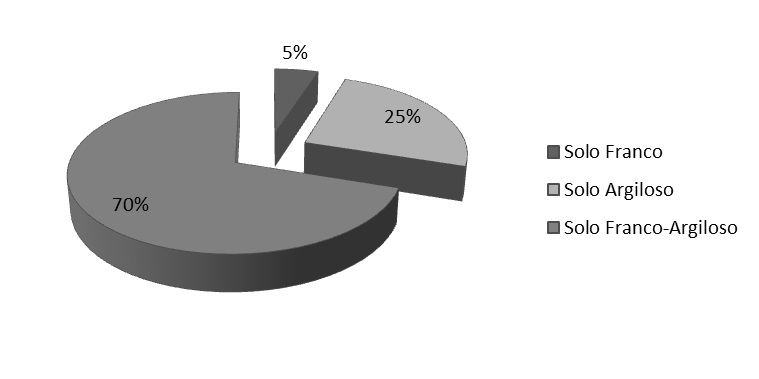 5%
25%
70%
Solo Franco
Solo Argiloso
Solo Franco-Argiloso